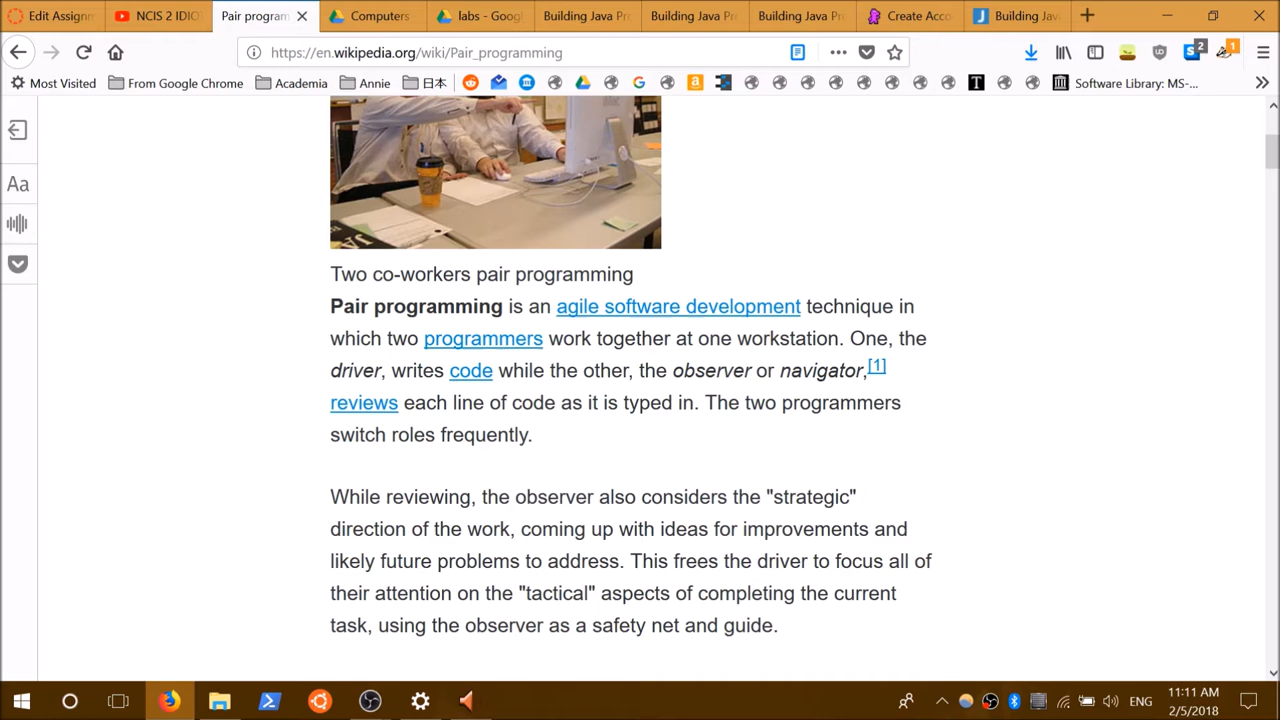 Edit Assignm
NCIS 2 IDIO
Pair program
Computers
labs - Googl
Building Java Pr
Building Java Pr
Building Java Pr
Create Acco
Building Java
https://en.wikipedia.org/wiki/Pair_programming
2
1
Most Visited
From Google Chrome
Academia
Annie
日本
Software Library: MS-...
Aa
JA
Two co-workers pair programming
Pair programming is an agile software development technique in
which two programmers work together at one workstation. One, the
driver, writes code while the other, the observer or navigator,[1]
reviews each line of code as it is typed in. The two programmers
switch roles frequently.
While reviewing, the observer also considers the "strategic"
direction of the work, coming up with ideas for improvements and
likely future problems to address. This frees the driver to focus all of
their attention on the "tactical" aspects of completing the current
task, using the observer as a safety net and guide.
ENG
11:11 AM
2/5/2018